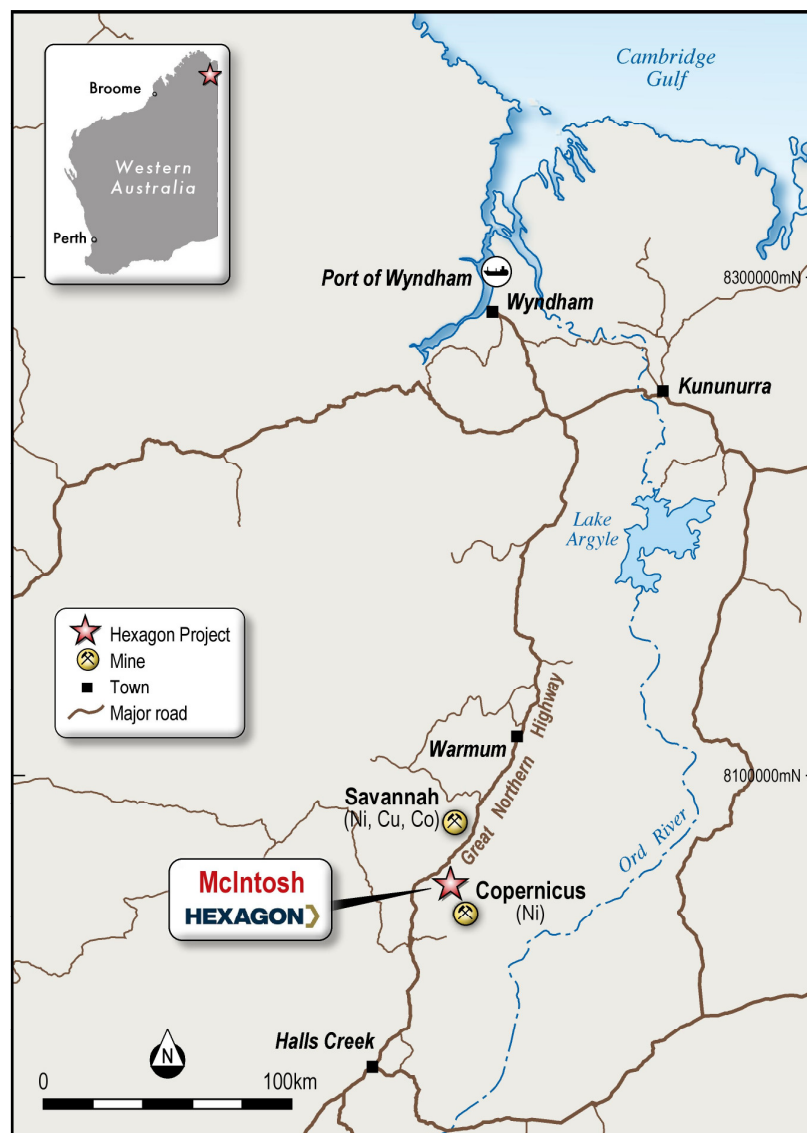 Cambridge
Gulf
Broome
Western
Australia
Perth
Port of Wyndham
8300000mN
Wyndham
Kununurra
Lake
Argyle
Hexagon Project
Mine
Town
Major road
Warmum
Great Northern Highway
8100000mN
Savannah
(Ni, Cu, Co)
Ord River
McIntosh
HEXAGON
Copernicus
(Ni)
Halls Creek
N
0 100km